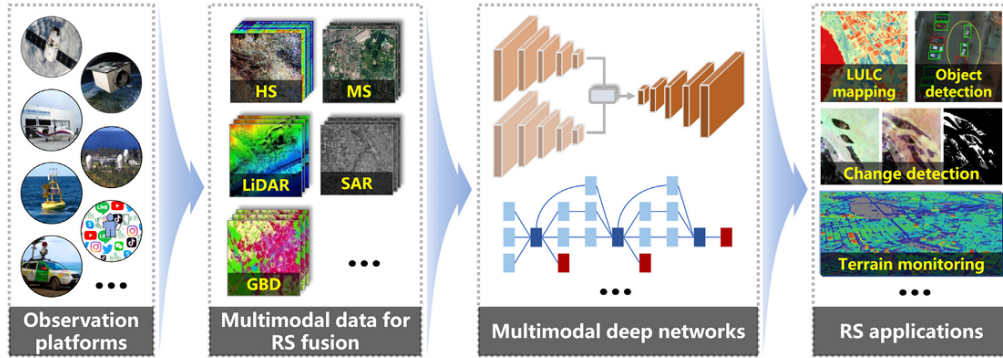 HS
MS
LiDAR
SAR
GBD
LULC
mapping
Object
detection
Change detection
Terrain monitoring
Observation
platforms
Multimodal data for
RS fusion
Multimodal deep networks
RS applications